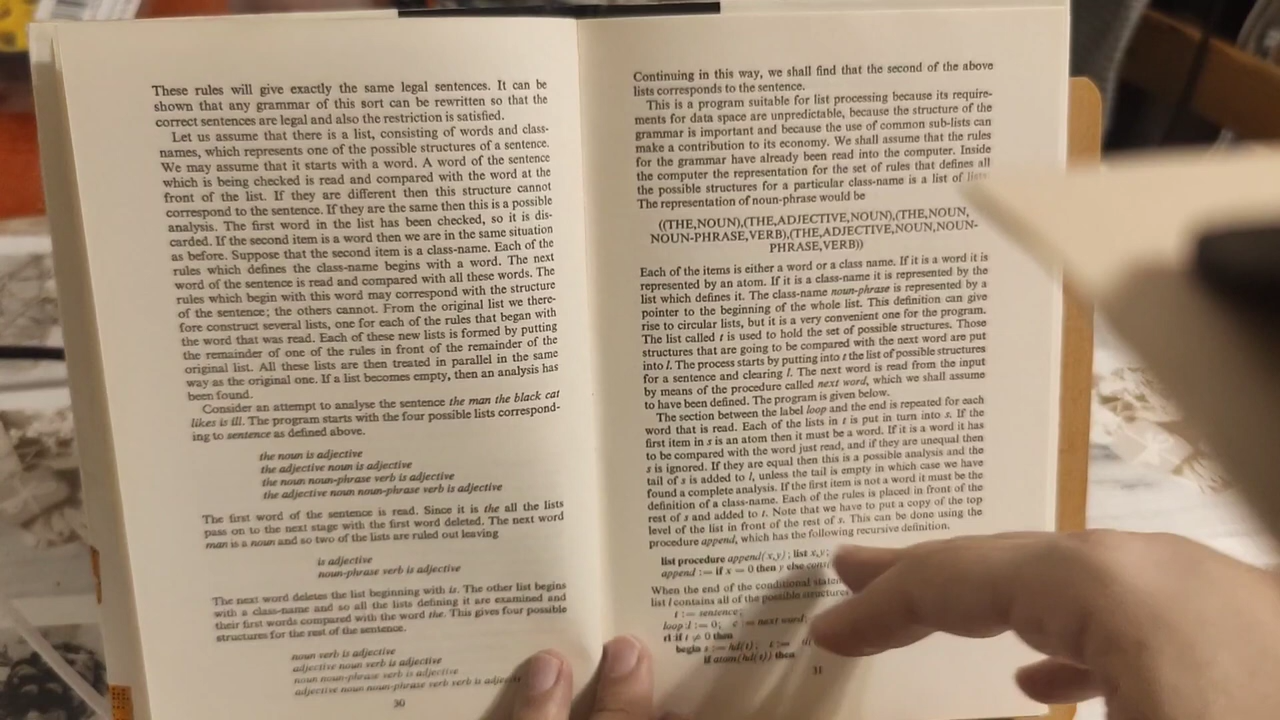 These rules will give exactly the same legal sentences. It can be
shown that any grammar of this sort can be rewritten so that the
correct sentences are legal and also the restriction is satisfied.
Let us assume that there is a list, consisting of words and class-
names, which represents one of the possible structures of a sentence.
We may assume that it starts with a word. A word of the sentence
which is being checked is read and compared with the word at the
front of the list. If they are different then this structure cannot
correspond to the sentence. If they are the same then this is a possible
analysis. The first word in the list has been checked, so it is dis-
carded. If the second item is a word then we are in the same situation
as before. Suppose that the second item is a class-name. Each of the
rules which defines the class-name begins with a word. The next
word of the sentence is read and compared with all these words. The
rules which begin with this word may correspond with the structure
of the sentence; the others cannot. From the original list we there-
fore construct several lists, one for each of the rules that began with
the word that was read. Each of these new lists is formed by putting
the remainder of one of the rules in front of the remainder of the
original list. All these lists are then treated in parallel in the same
way as the original one. If a list becomes empty, then an analysis has
been found.
Consider an attempt to analyse the sentence the man the black cat
likes is ill. The program starts with the four possible lists correspond-
ing to sentence as defined above.
the noun is adjective
the adjective noun is adjective
the noun noun-phrase verb is adjective
the adjective noun noun-phrase verb is adjective
The first word of the sentence is read. Since it is the all the lists
pass on to the next stage with the first word deleted. The next word
man is a noun and so two of the lists are ruled out leaving
is adjective
noun-phrase verb is adjective
The next word deletes the list beginning with is. The other list begins
with a class-name and so all the lists defining it are examined and
their first words compared the word the. This gives four possible
structures for the rest of the sentence.
noun verb is adjective
adjective noun verb is adjective
noun noun-phrase verb verb is adjective
adjective noun noun-phrase verb verb is
30
Continuing in this way, we shall find that the second of the above
lists corresponds to the sentence.
This is a program suitable for list processing because its require-
ments for data space are unpredictable, because the structure of the
grammar is important and because the use of common sub-lists can
make a contribution to its economy. We shall assume that the rules
for the grammar have already been read into the computer. Inside
the computer the representation for the set of rules that defines all
the possible structures for a particular class-name is a list of lists.
The representation of noun-phrase would be
((THE,NOUN),(THE,ADJECTIVE,NOUN),(THE,NOUN,
NOUN-PHRASE,VERB),(THE,ADJECTIVE,NOUN,NOUN-
PHRASE,VERB))
Each of the items is either a word or a class name. If it is a word it is
represented by an atom. If it is a class-name it is represented by the
list which defines it. The class-name noun-phrase is represented by a
pointer to the beginning of the whole list. This definition can give
rise to circular lists, but it is a very convenient one for the program.
The list called t is used to hold the set of possible structures. Those
structures that are going to be compared with the next word are put
into l. The process starts by putting into t the list of possible structures
for a sentence and clearing l. The next word is read from the input
by means of the procedure called next word, which we shall assume
to have been defined. The program is given below.
The section between the label loop and the end is repeated for each
word that is read. Each of the lists in t is put in turn into s. If the
first item in s is an atom then it must be a word. If it is a word it has
to be compared with the word just read, and if they are unequal then
s is ignored. If they are equal then this is a possible analysis and the
tail of s is added to l, unless the tail is empty in which case we have
found a complete analysis. If the first item is not a word it must be the
definition of a class-name. Each of the rules is placed in front of the
rest of s and added to t. Note that we have to put a copy of the top
level of the list in front of the rest of s. This can be done using the
procedure append, which has the following recursive definition.
list procedure append(x,y); list x,y;
append := if x = 0 then y else
When the end of the conditional
list l contains all of the possible structures
t := sentence;
loop:l := 0; c := next word;
rl:if t ≠ 0 then
begin s := hd(t); t :=
if atom(hd(t)) then
31